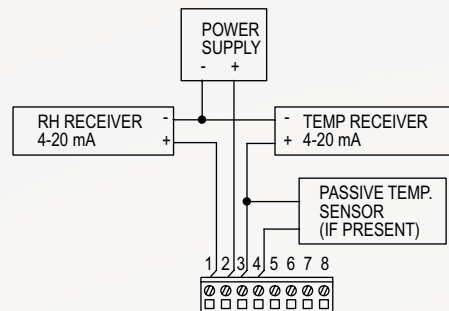 POWER
SUPPLY
- +
RH RECEIVER -
4-20 mA +
- TEMP RECEIVER
+ 4-20 mA
PASSIVE TEMP.
SENSOR
(IF PRESENT)
1 2 3 4 5 6 7 8